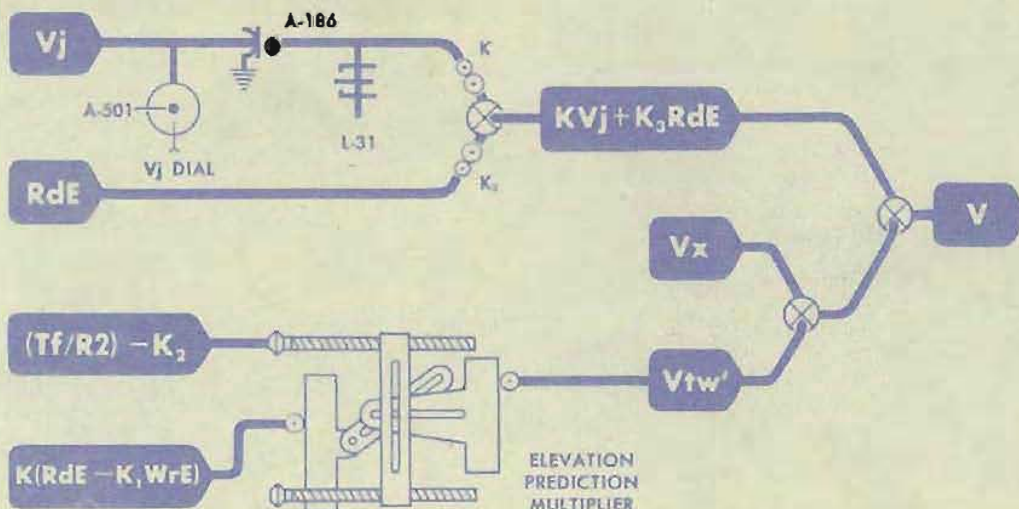 Vj
A-186
K
A-501
L-31
KVj + K₃RdE
Vj DIAL
RdE
K₃
V
Vx
(Tf/R2) – K₂
Vtw'
K(RdE – K₁WrE)
ELEVATION
PREDICTION
MULTIPLIER